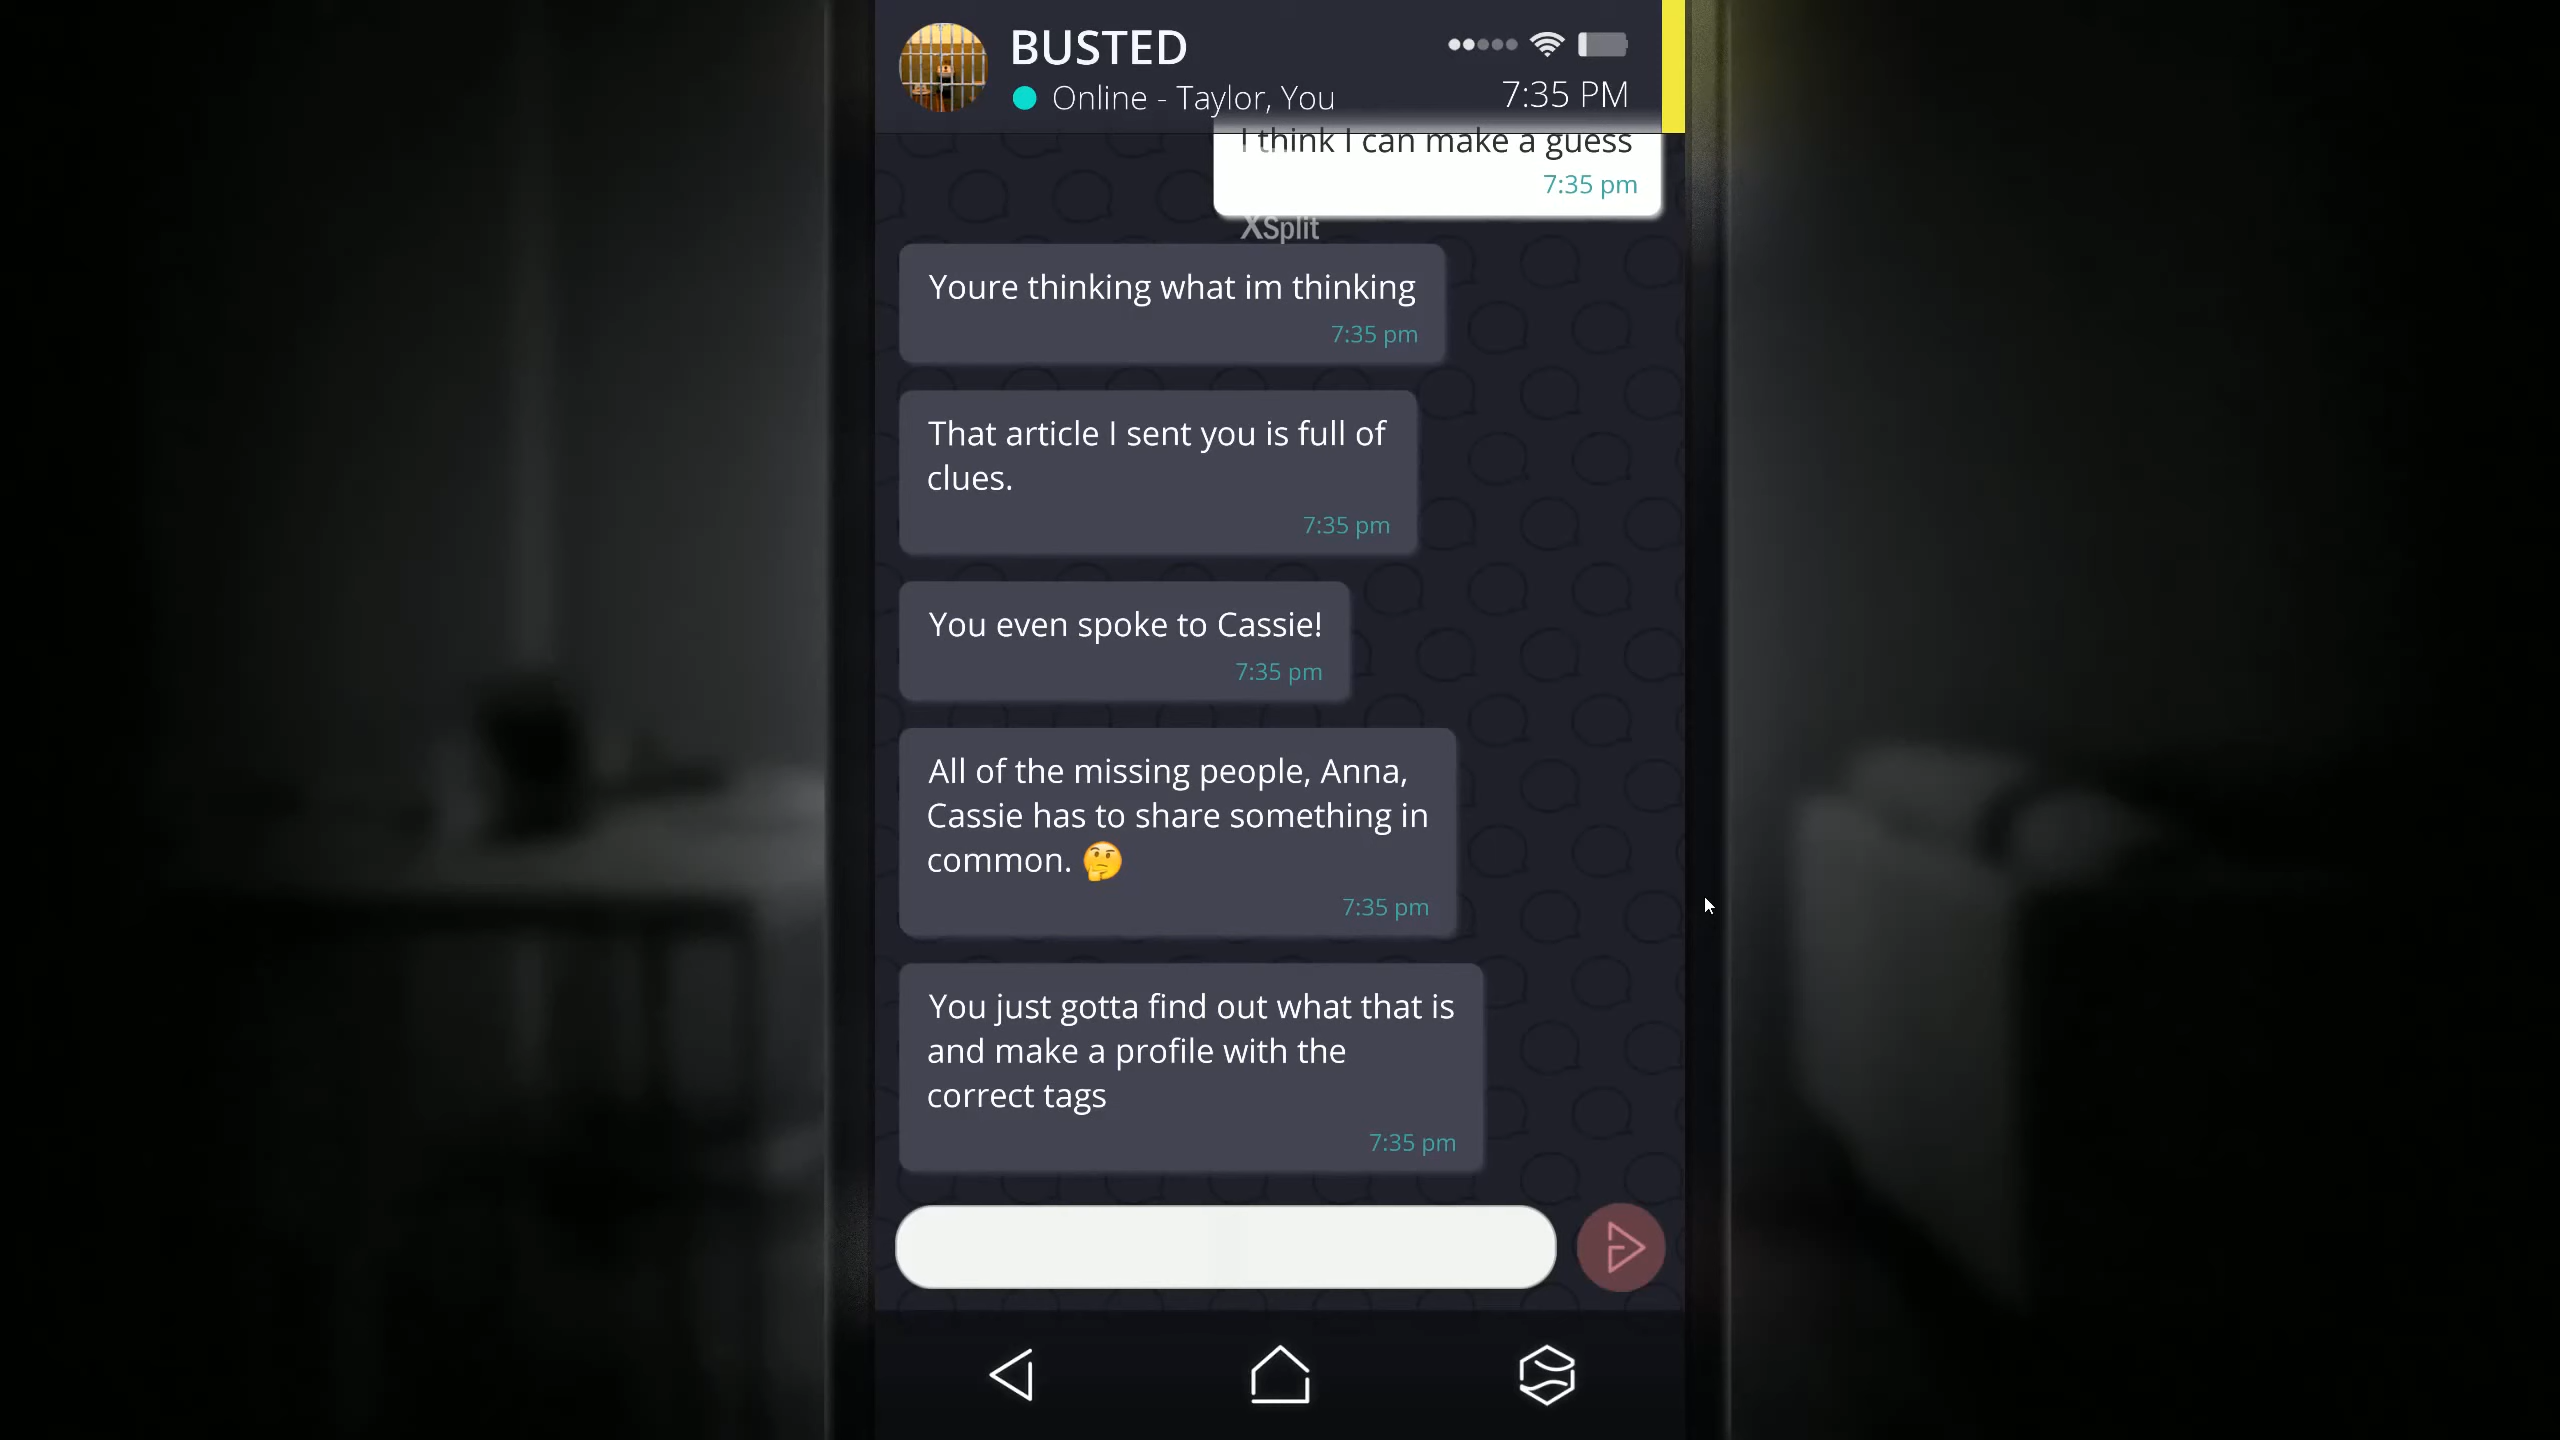 BUSTED
Online - Taylor, You
7:35 PM
I think I can make a guess
7:35 pm
XSplit
Youre thinking what im thinking
7:35 pm
That article I sent you is full of
clues.
7:35 pm
You even spoke to Cassie!
7:35 pm
All of the missing people, Anna,
Cassie has to share something in
common. 🤔
7:35 pm
You just gotta find out what that is
and make a profile with the
correct tags
7:35 pm